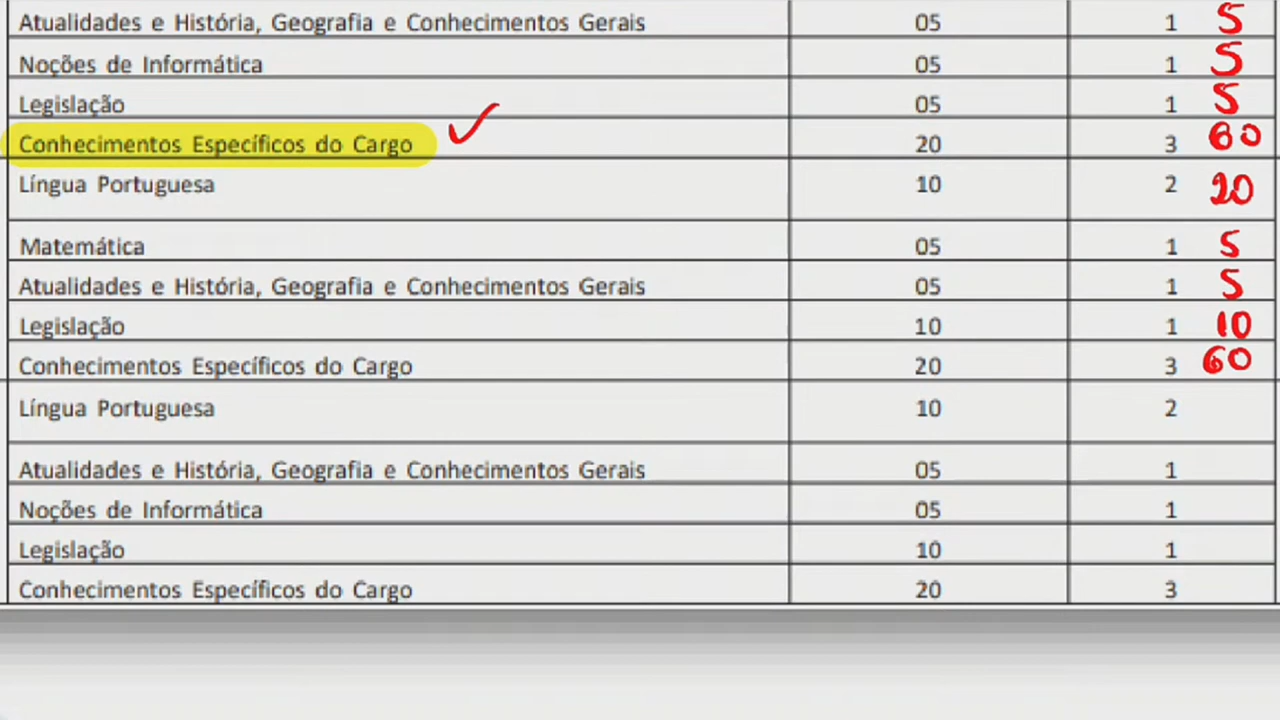 Atualidades e História, Geografia e Conhecimentos Gerais 05 1 5
Noções de Informática 05 1 5
Legislação 05 1 5
Conhecimentos Específicos do Cargo 20 3 60
Língua Portuguesa 10 2 20
Matemática 05 1 5
Atualidades e História, Geografia e Conhecimentos Gerais 05 1 5
Legislação 10 1 10
Conhecimentos Específicos do Cargo 20 3 60
Língua Portuguesa 10 2
Atualidades e História, Geografia e Conhecimentos Gerais 05 1
Noções de Informática 05 1
Legislação 10 1
Conhecimentos Específicos do Cargo 20 3